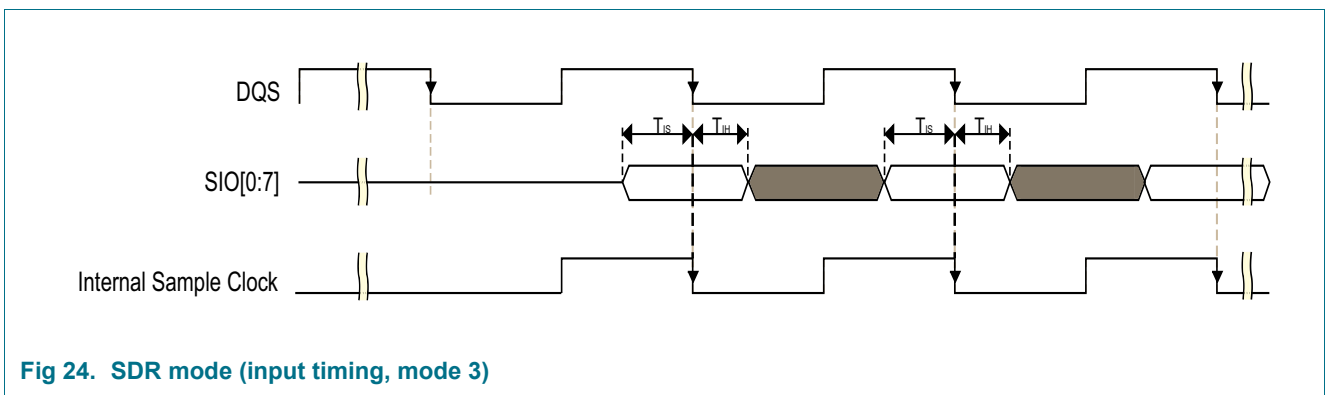 DQS
TIS TIH TIS TIH
SIO[0:7]
Internal Sample Clock
Fig 24. SDR mode (input timing, mode 3)